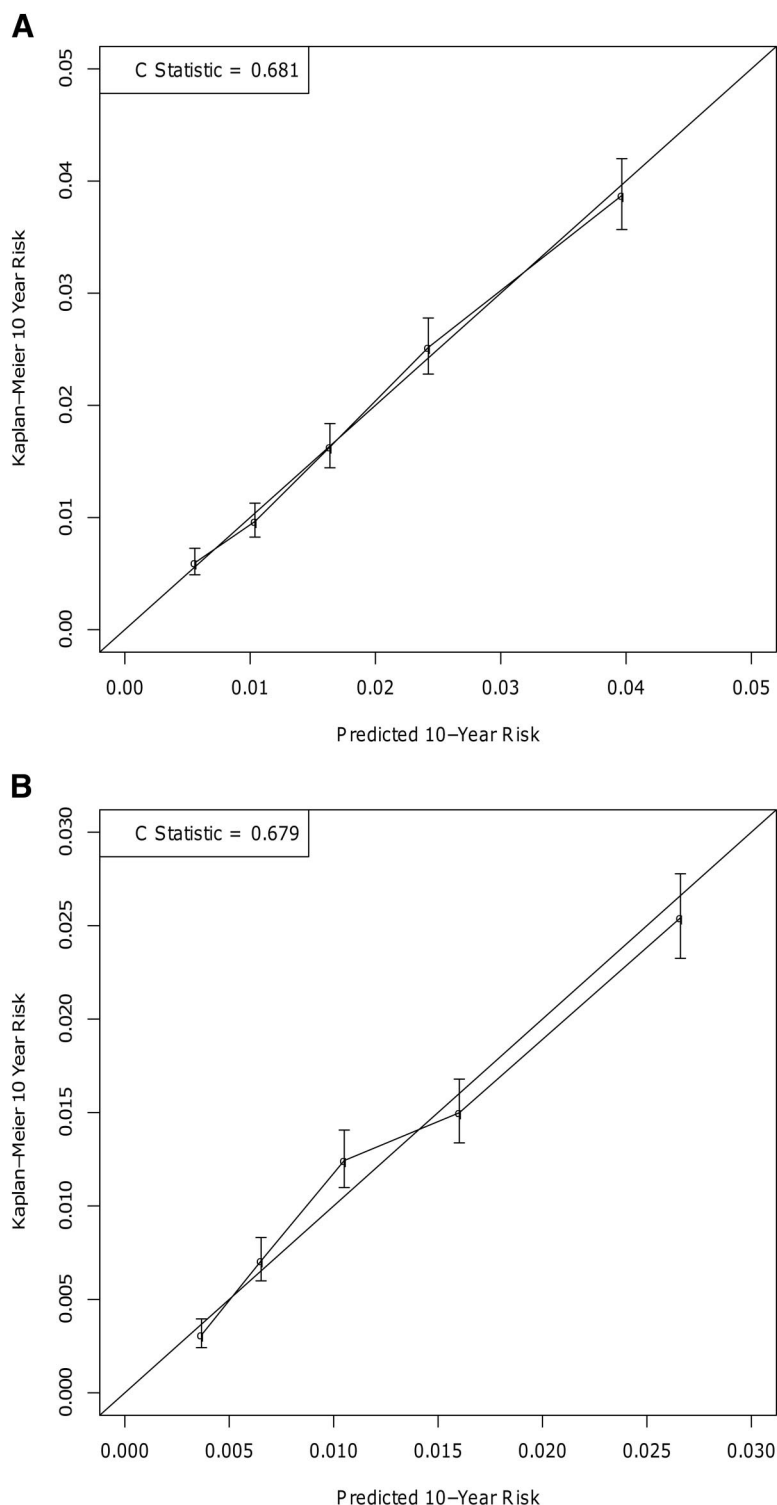 A
C Statistic = 0.681
0.05
0.04
0.03
0.02
0.01
0.00
Kaplan–Meier 10 Year Risk
0.00 0.01 0.02 0.03 0.04 0.05
Predicted 10–Year Risk
B
C Statistic = 0.679
0.030
0.025
0.020
0.015
0.010
0.005
0.000
Kaplan–Meier 10 Year Risk
0.000 0.005 0.010 0.015 0.020 0.025 0.030
Predicted 10–Year Risk